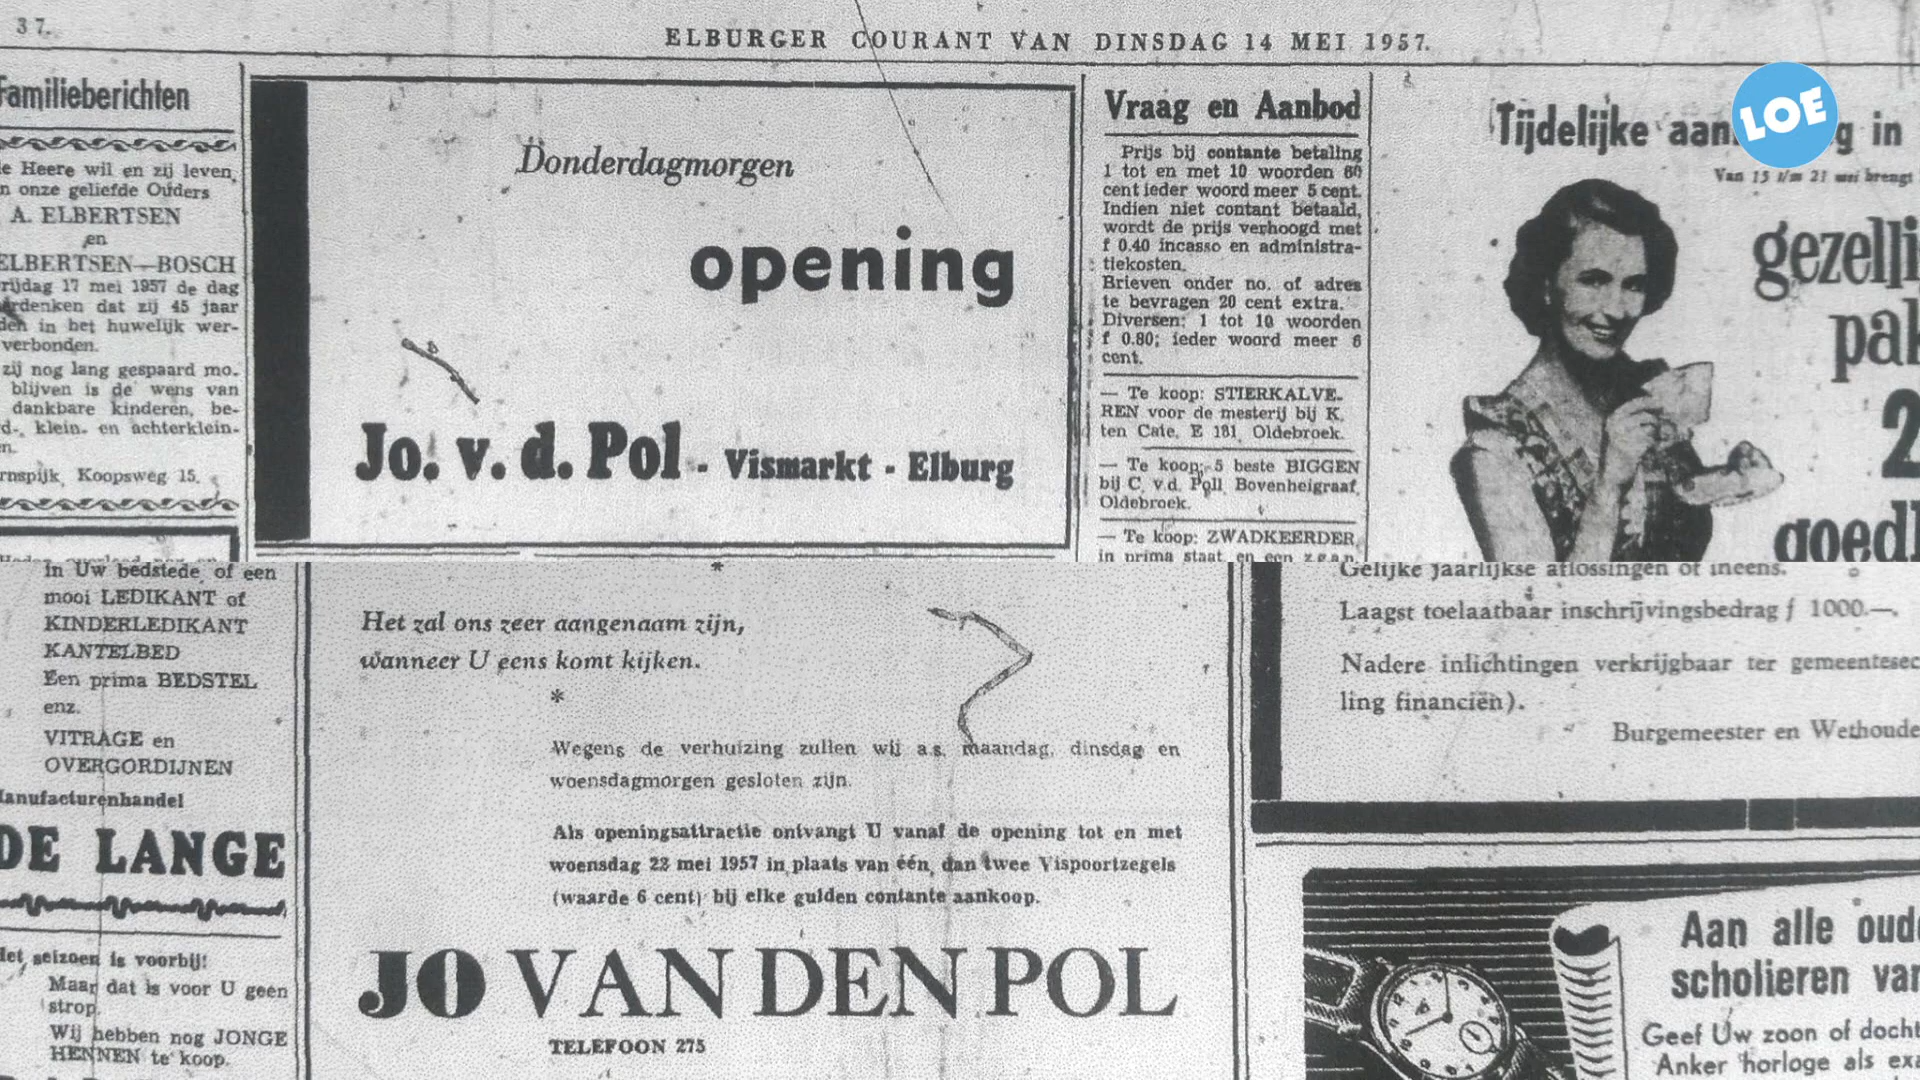 37.
ELBURGER COURANT VAN DINSDAG 14 MEI 1957.
Familieberichten
Heere wil en zij leven,
onze geliefde Ouders
A. ELBERTSEN
en
ELBERTSEN—BOSCH
17 mei 1957 de dag
dat zij 45 jaar
in het huwelijk wer-
verbonden.
zij nog lang gespaard mo.
blijven is de wens van
dankbare kinderen, be-
klein- en achterklein-
Koopsweg 15.
Donderdagmorgen
opening
Jo. v. d. Pol - Vismarkt - Elburg
Vraag en Aanbod
Prijs bij contante betaling
1 tot en met 10 woorden 60
cent ieder woord meer 5 cent.
Indien niet contant betaald,
wordt de prijs verhoogd met
f 0.40 incasso en administra-
tiekosten.
Brieven onder no. of adres
te bevragen 20 cent extra.
Diversen: 1 tot 10 woorden
f 0.80; ieder woord meer 6
cent.
— Te koop: STIERKALVE-
REN voor de mesterij bij K.
ten Cate, E 181, Oldebroek.
— Te koop: 5 beste BIGGEN
bij C. v.d. Poll, Bovenheigraaf,
Oldebroek.
— Te koop: ZWADKEERDER,
in prima staat en een
Tijdelijke in
LOE
Van 15 t/m 21 mei brengt
gezelli
pak
2
goed
in Uw bedstede of een
mooi LEDIKANT of
KINDERLEDIKANT
KANTELBED
Een prima BEDSTEL
enz.
VITRAGE en
OVERGORDIJNEN
Manufacturenhandel
DE LANGE
Het seizoen is voorbij!
Maar dat is voor U geen
strop.
Wij hebben nog JONGE
HENNEN te koop.
*
Het zal ons zeer aangenaam zijn,
wanneer U eens komt kijken.
*
Wegens de verhuizing zullen wij a.s. maandag, dinsdag en
woensdagmorgen gesloten zijn.
Als openingsattractie ontvangt U vanaf de opening tot en met
woensdag 22 mei 1957 in plaats van één, dan twee Vispoortzegels
(waarde 6 cent) bij elke gulden contante aankoop.
JO VAN DEN POL
TELEFOON 275
Gelijke jaarlijkse aflossingen of ineens.
Laagst toelaatbaar inschrijvingsbedrag f 1000.—.
Nadere inlichtingen verkrijgbaar ter gemeentesec
ling financiën).
Burgemeester en Wethoude
Aan alle oud
scholieren van
Geef Uw zoon of docht
Anker horloge als exa